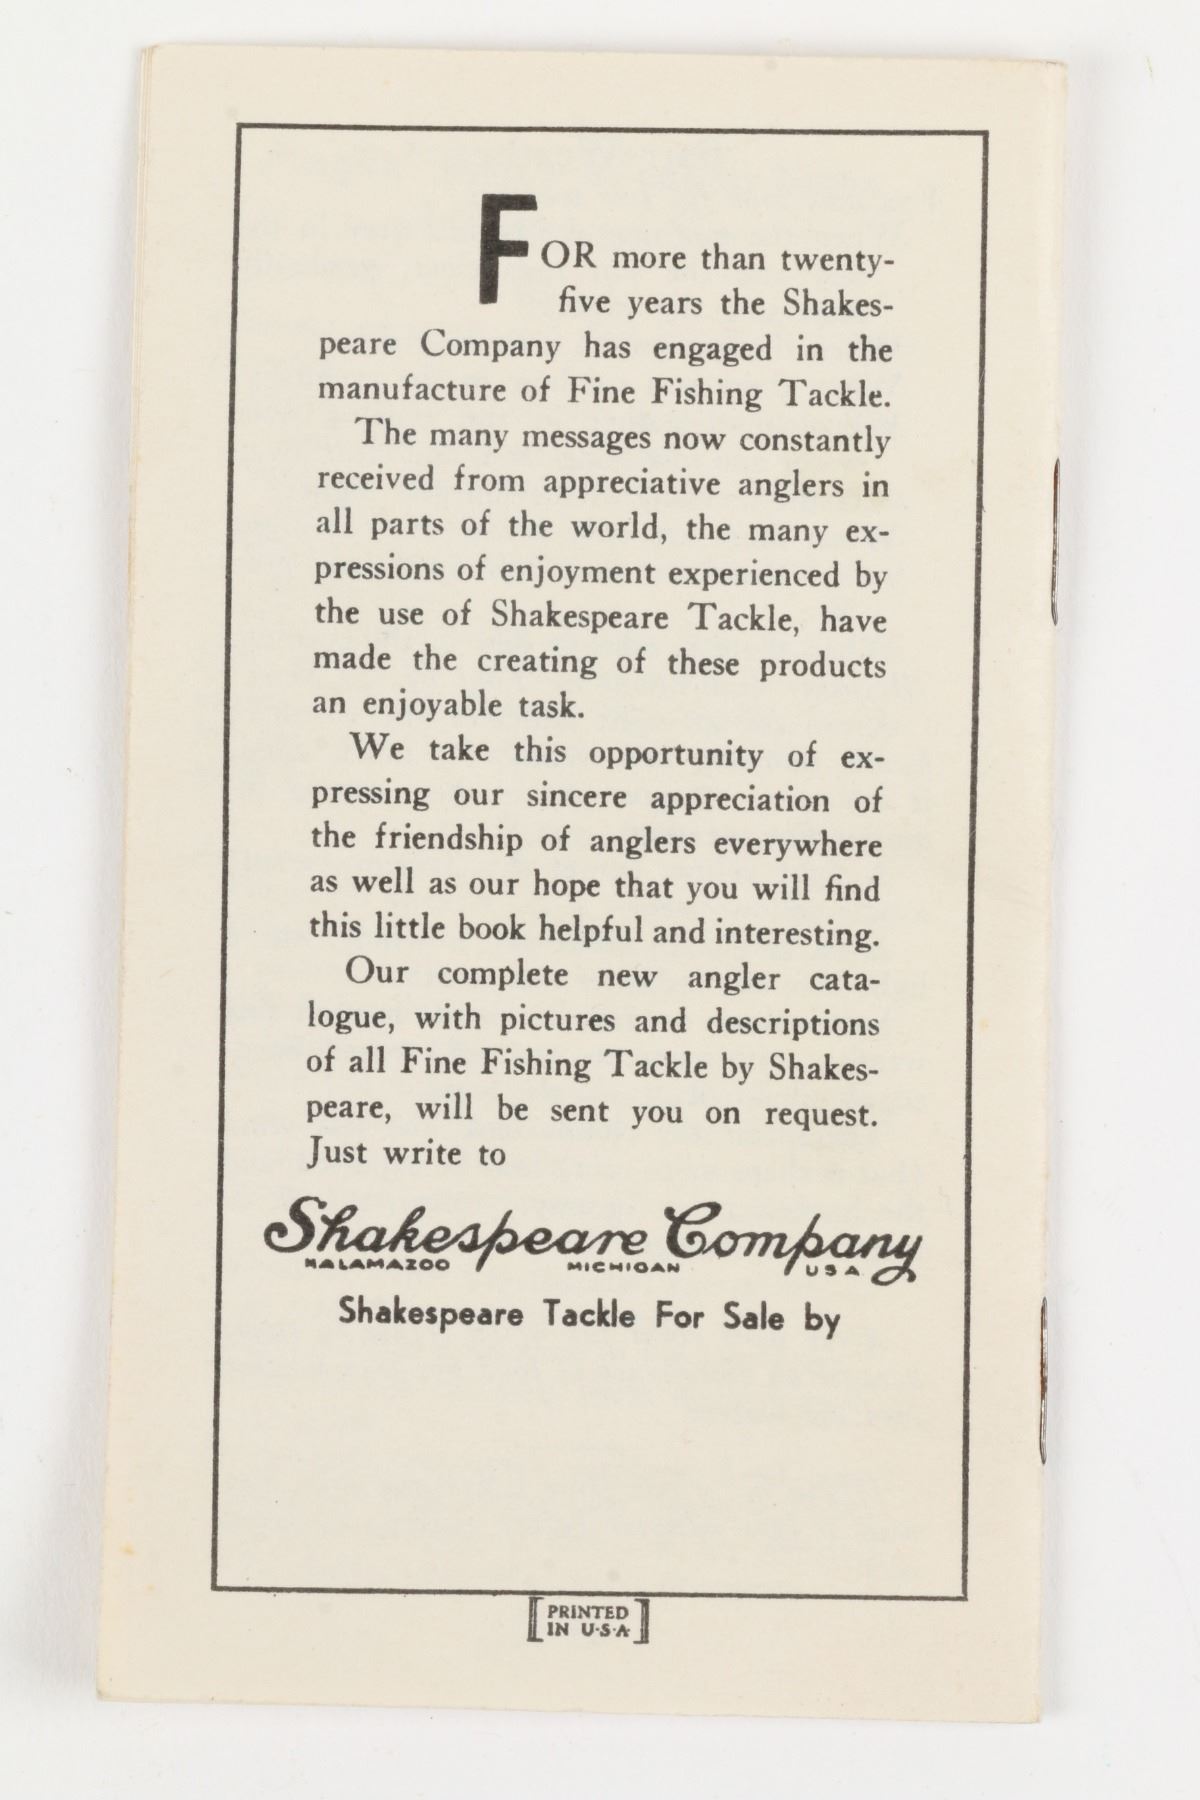 FOR more than twenty-
five years the Shakes-
peare Company has engaged in the
manufacture of Fine Fishing Tackle.
The many messages now constantly
received from appreciative anglers in
all parts of the world, the many ex-
pressions of enjoyment experienced by
the use of Shakespeare Tackle, have
made the creating of these products
an enjoyable task.
We take this opportunity of ex-
pressing our sincere appreciation of
the friendship of anglers everywhere
as well as our hope that you will find
this little book helpful and interesting.
Our complete new angler cata-
logue, with pictures and descriptions
of all Fine Fishing Tackle by Shakes-
peare, will be sent you on request.
Just write to
Shakespeare Company
KALAMAZOO MICHIGAN USA
Shakespeare Tackle For Sale by
PRINTED
IN U·S·A